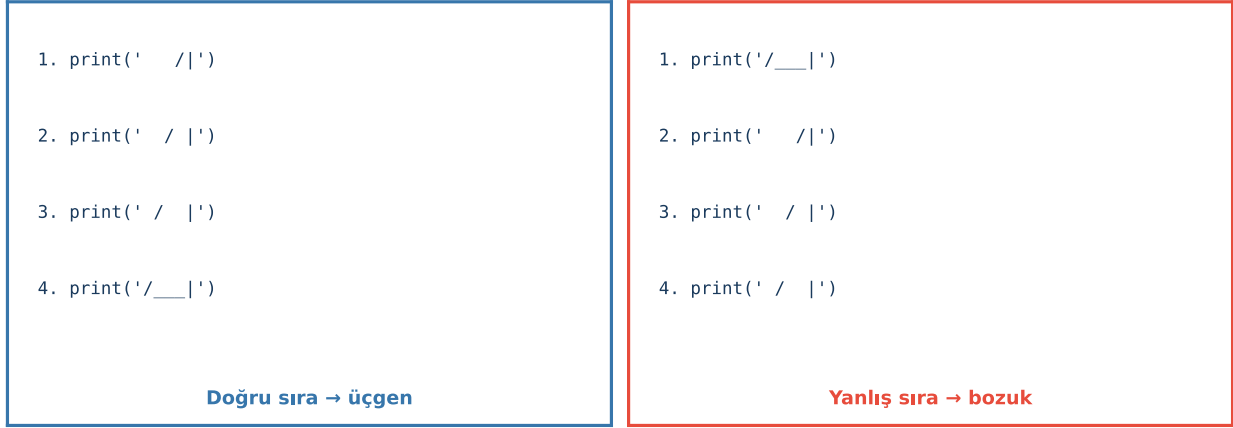 1. print('   /|')
2. print('  / |')
3. print(' /  |')
4. print('/___|')
Doğru sıra → üçgen
1. print('/___|')
2. print('   /|')
3. print('  / |')
4. print(' /  |')
Yanlış sıra → bozuk